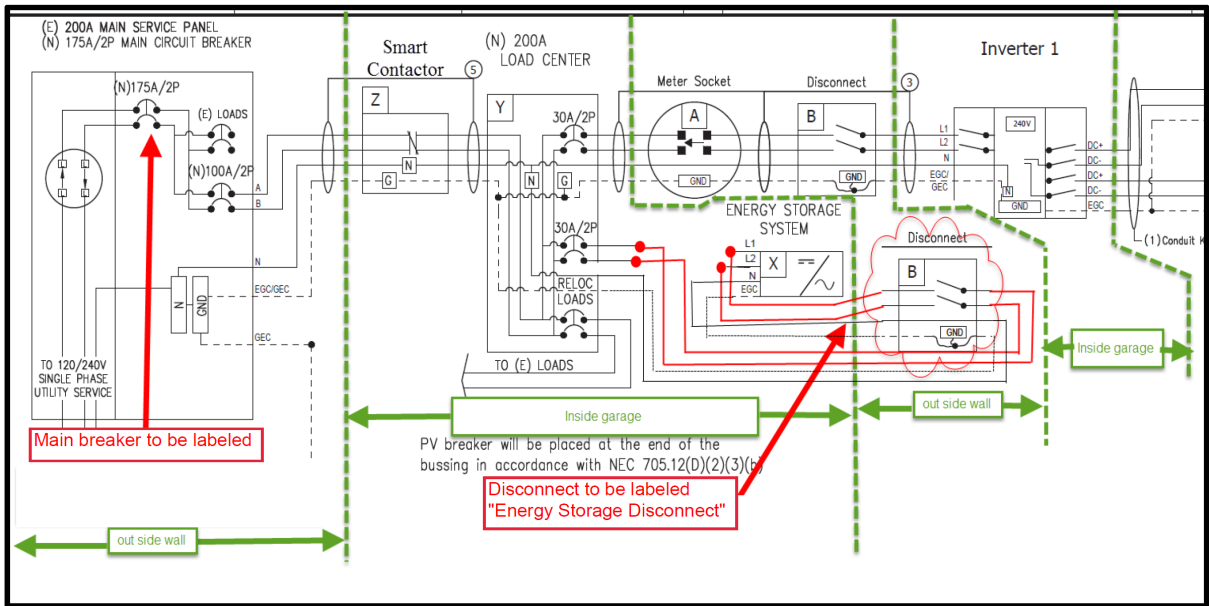 (E) 200A MAIN SERVICE PANEL
(N) 175A/2P MAIN CIRCUIT BREAKER
(N)175A/2P
(E) LOADS
(N)100A/2P
A
B
N
EGC/GEC
GEC
N
GND
TO 120/240V
SINGLE PHASE
UTILITY SERVICE
Main breaker to be labeled
out side wall
Smart
Contactor
5
Z
N
G
(N) 200A
LOAD CENTER
Y
30A/2P
N
G
30A/2P
RELOC
LOADS
TO (E) LOADS
Inside garage
PV breaker will be placed at the end of the
bussing in accordance with NEC 705.12(D)(2)(3)(b)
Disconnect to be labeled
"Energy Storage Disconnect"
Meter Socket
A
GND
Disconnect
B
GND
3
ENERGY STORAGE
SYSTEM
L1
L2
N
EGC
X
Disconnect
B
GND
out side wall
Inverter 1
L1
L2
N
EGC/
GEC
240V
N
GND
DC+
DC-
DC+
DC-
EGC
(1)Conduit K
Inside garage